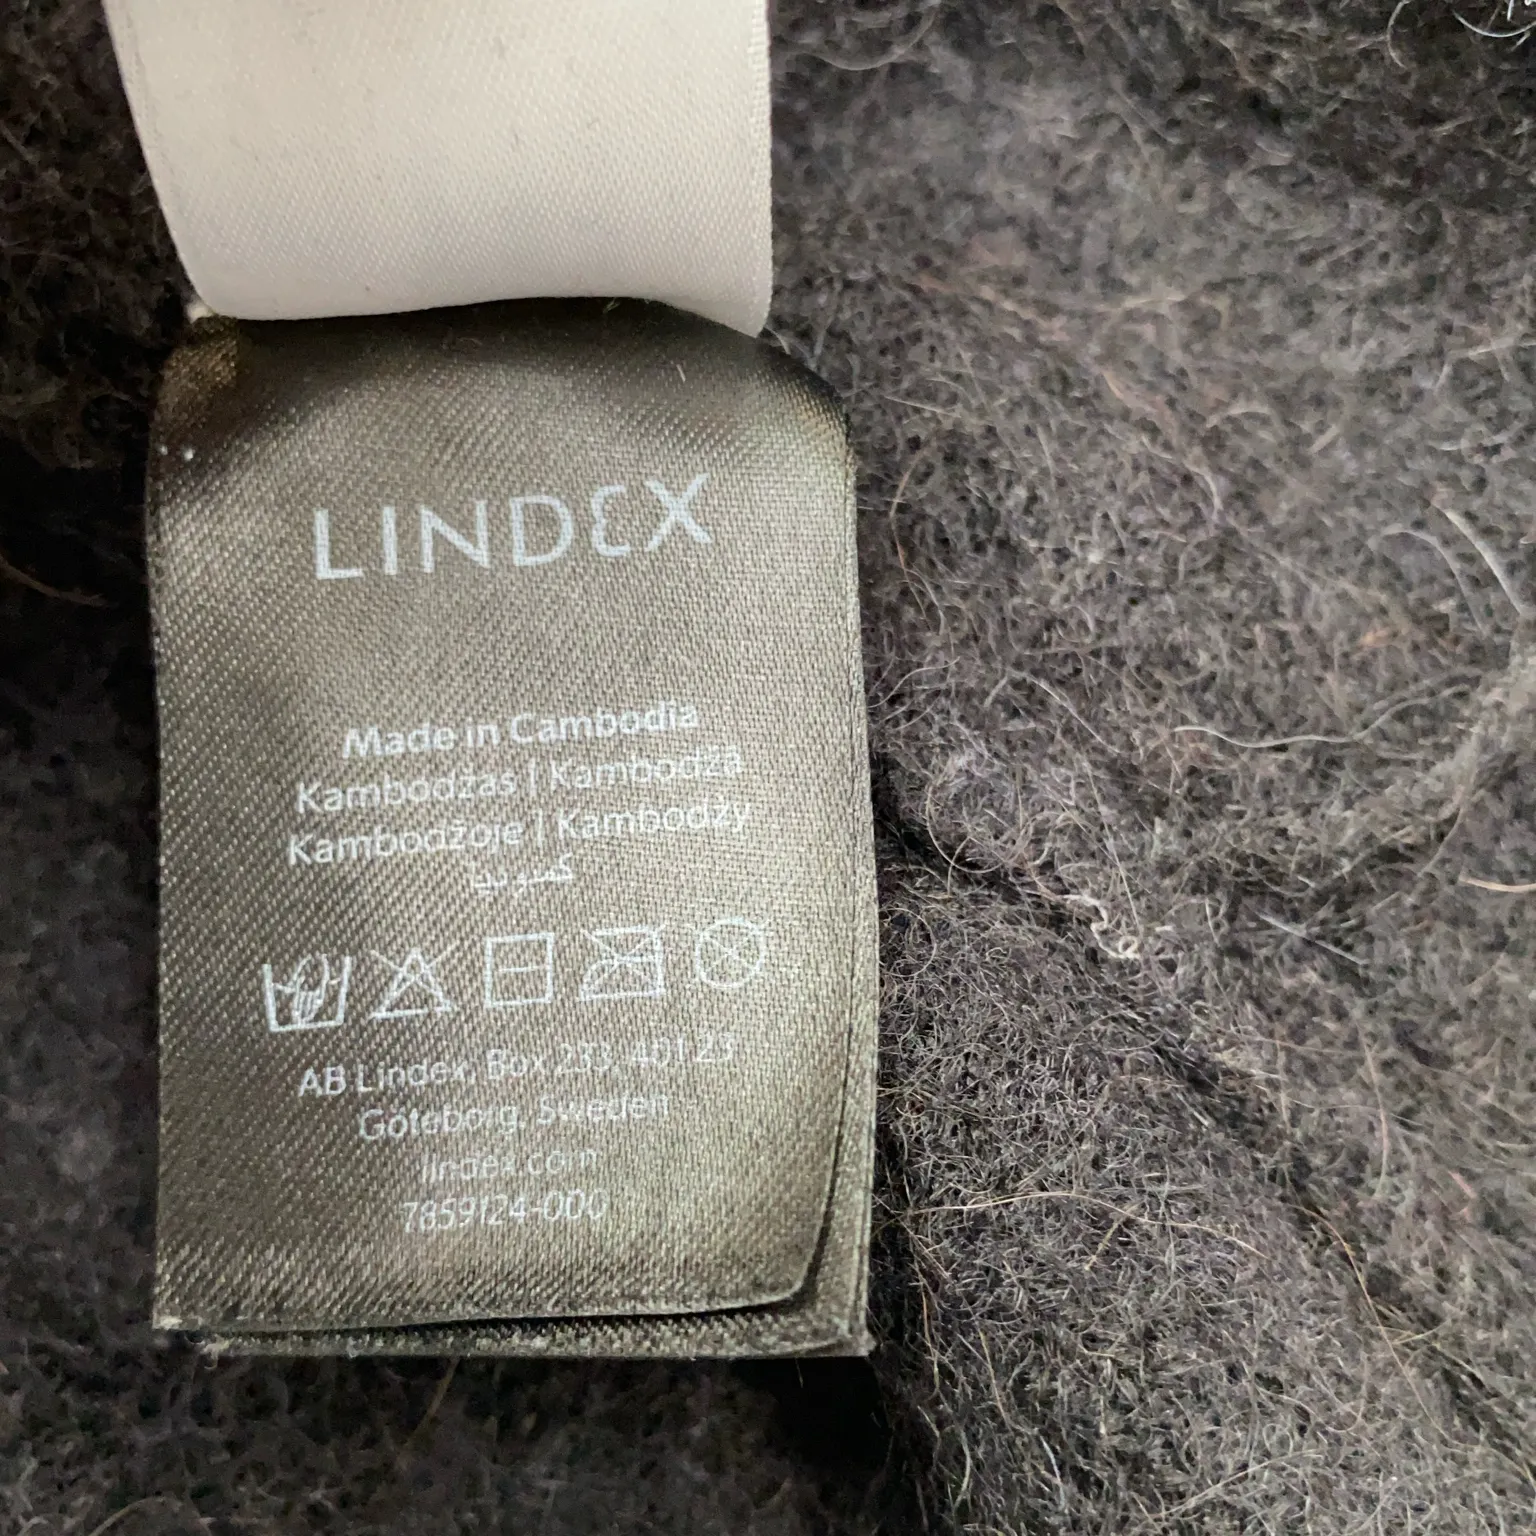 LINDEX
Made in Cambodia
Kambodžas | Kambodža
Kambodžoje | Kambodży
AB Lindex, Box 233, 401 23
Göteborg, Sweden
lindex.com
7859124-000